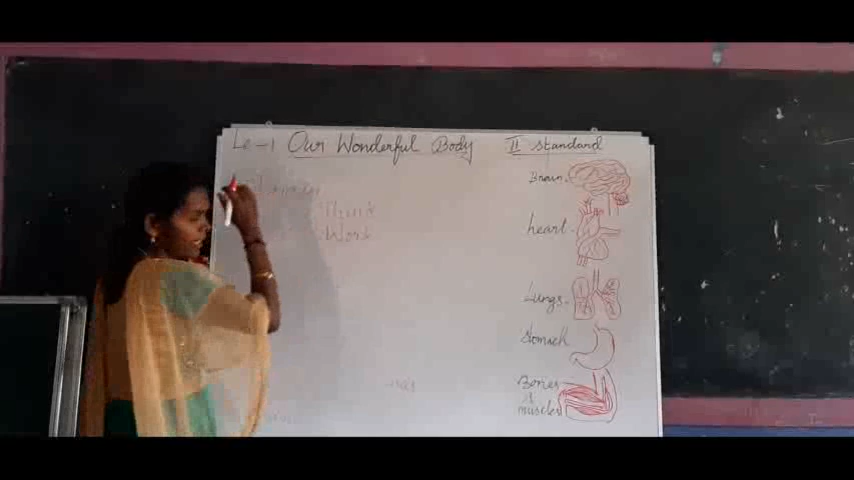 Le-1 Our Wonderful Body II standard
Brain
Think
Work
heart
Lungs
Stomach
Bones
&
muscles